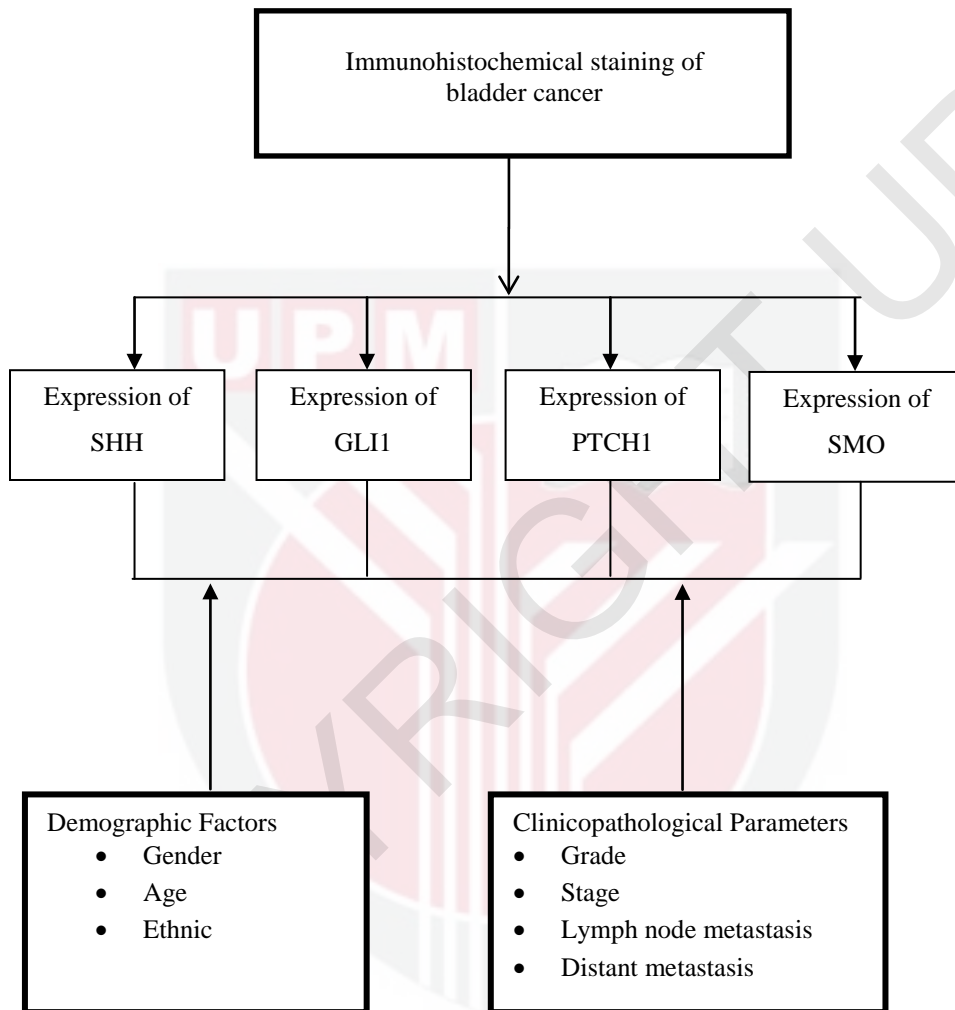 Immunohistochemical staining of
bladder cancer
UPM
Expression of
SHH
Expression of
GLI1
Expression of
PTCH1
Expression of
SMO
Demographic Factors
• Gender
• Age
• Ethnic
Clinicopathological Parameters
• Grade
• Stage
• Lymph node metastasis
• Distant metastasis